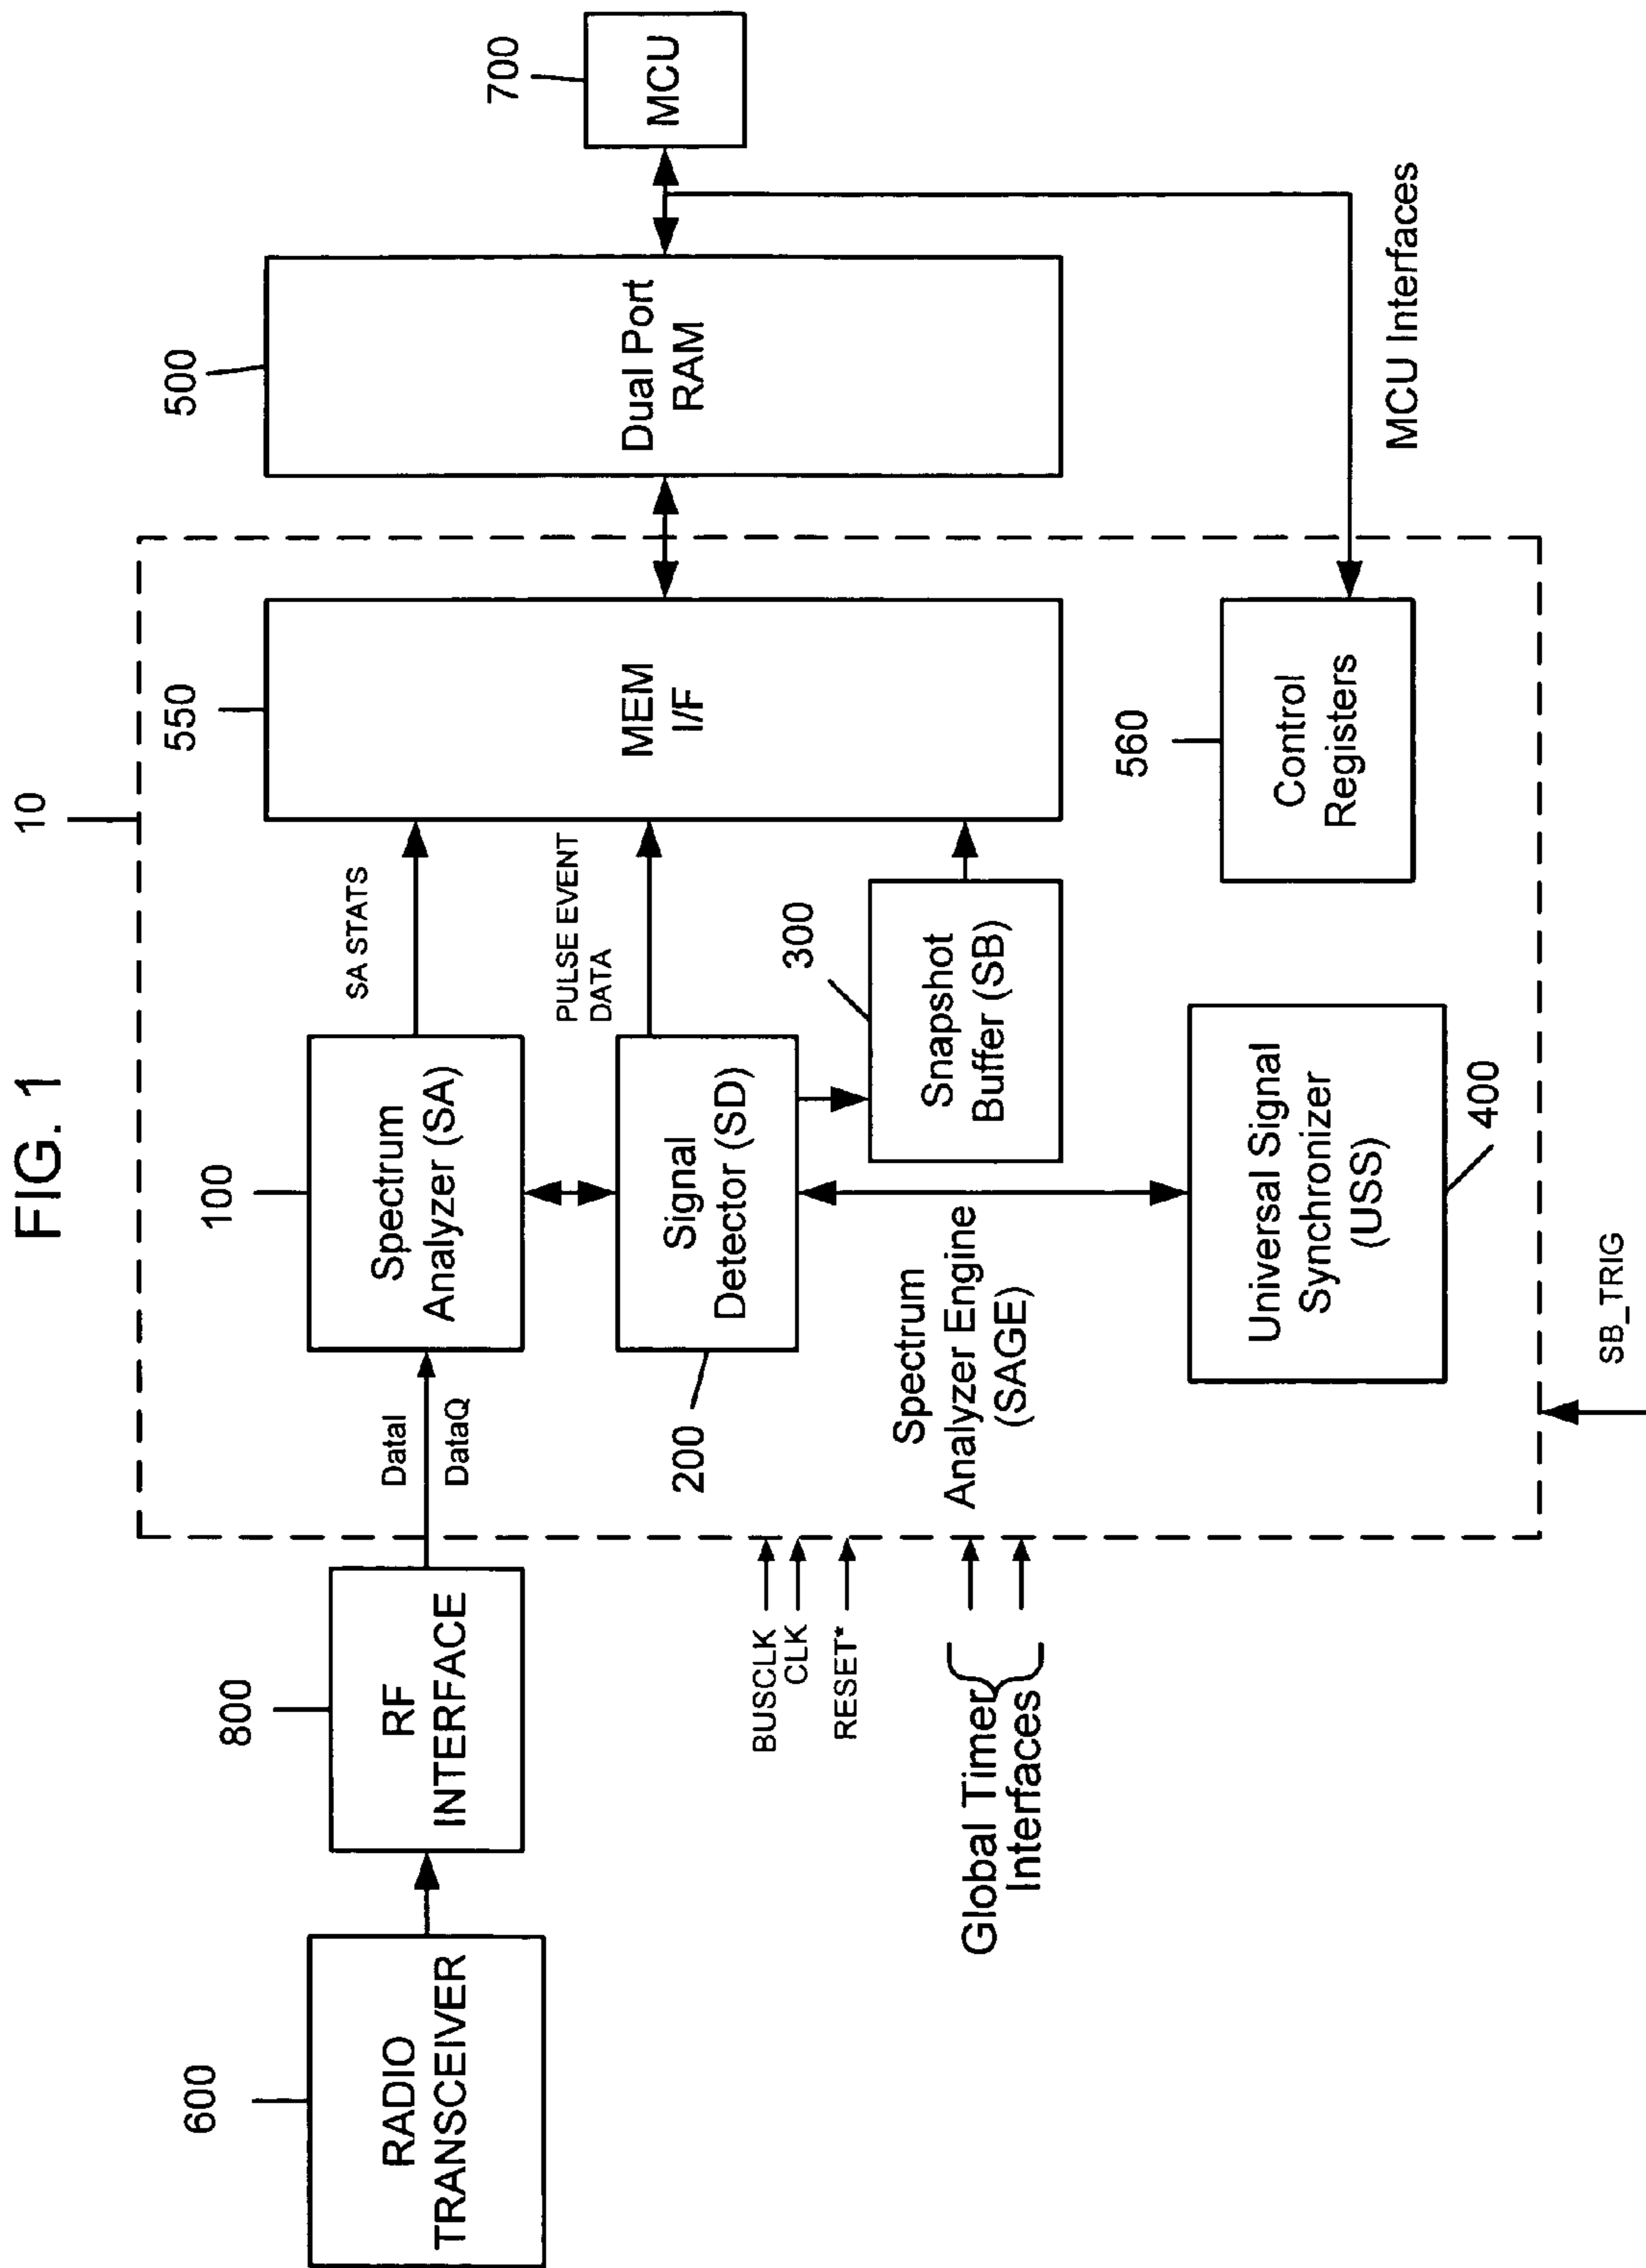 FIG. 1
10
600
RADIO
TRANSCEIVER
800
RF
INTERFACE
DataI
DataQ
100
Spectrum
Analyzer (SA)
SA STATS
550
MEM
I/F
500
Dual Port
RAM
700
MCU
200
Signal
Detector (SD)
PULSE EVENT
DATA
300
Snapshot
Buffer (SB)
BUSCLK
CLK
RESET*
Global Timer
Interfaces
Spectrum
Analyzer Engine
(SAGE)
Universal Signal
Synchronizer
(USS)
400
560
Control
Registers
MCU Interfaces
SB_TRIG